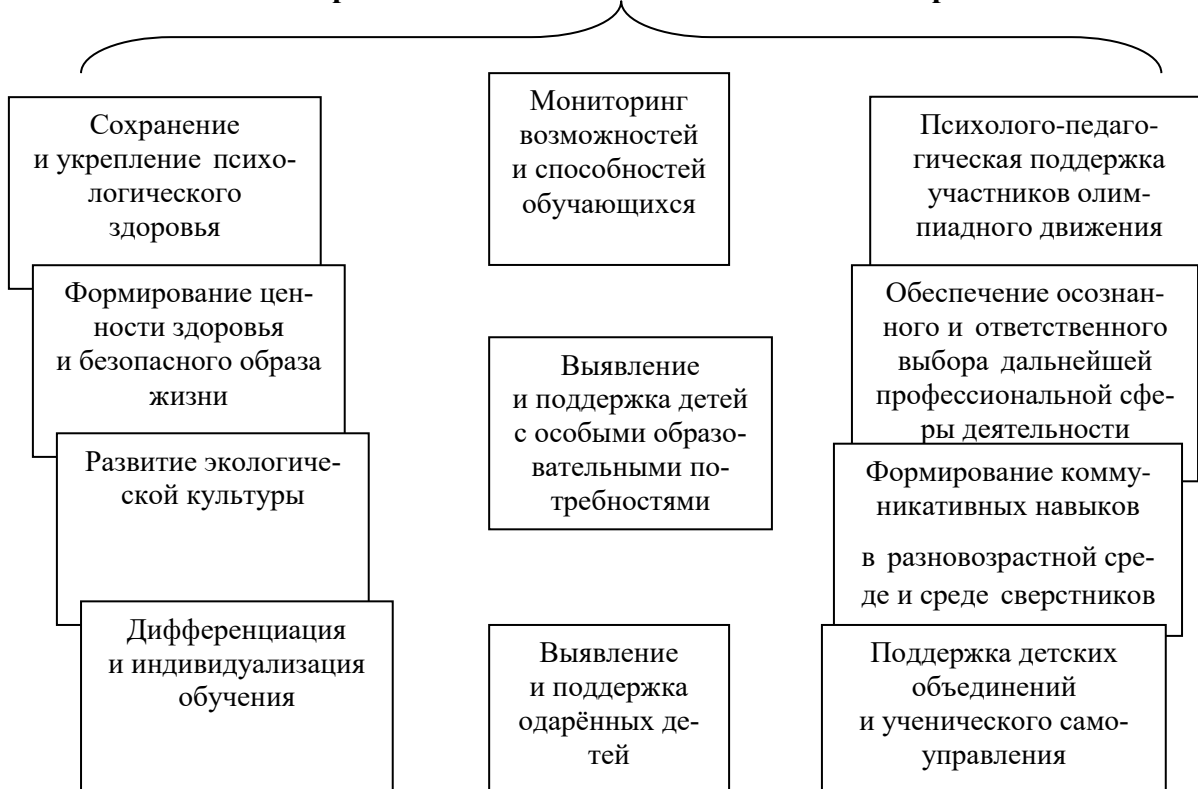 Сохранение
и укрепление психо-
логического
здоровья
Формирование цен-
ности здоровья
и безопасного образа
жизни
Развитие экологиче-
ской культуры
Дифференциация
и индивидуализация
обучения
Мониторинг
возможностей
и способностей
обучающихся
Выявление
и поддержка детей
с особыми образо-
вательными по-
требностями
Выявление
и поддержка
одарённых де-
тей
Психолого-педаго-
гическая поддержка
участников олим-
пиадного движения
Обеспечение осознан-
ного и ответственного
выбора дальнейшей
профессиональной сфе-
ры деятельности
Формирование комму-
никативных навыков
в разновозрастной сре-
де и среде сверстников
Поддержка детских
объединений
и ученического само-
управления